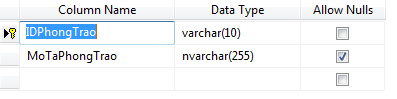 Column Name Data Type Allow Nulls
IDPhongTrao varchar(10)
MoTaPhongTrao nvarchar(255)